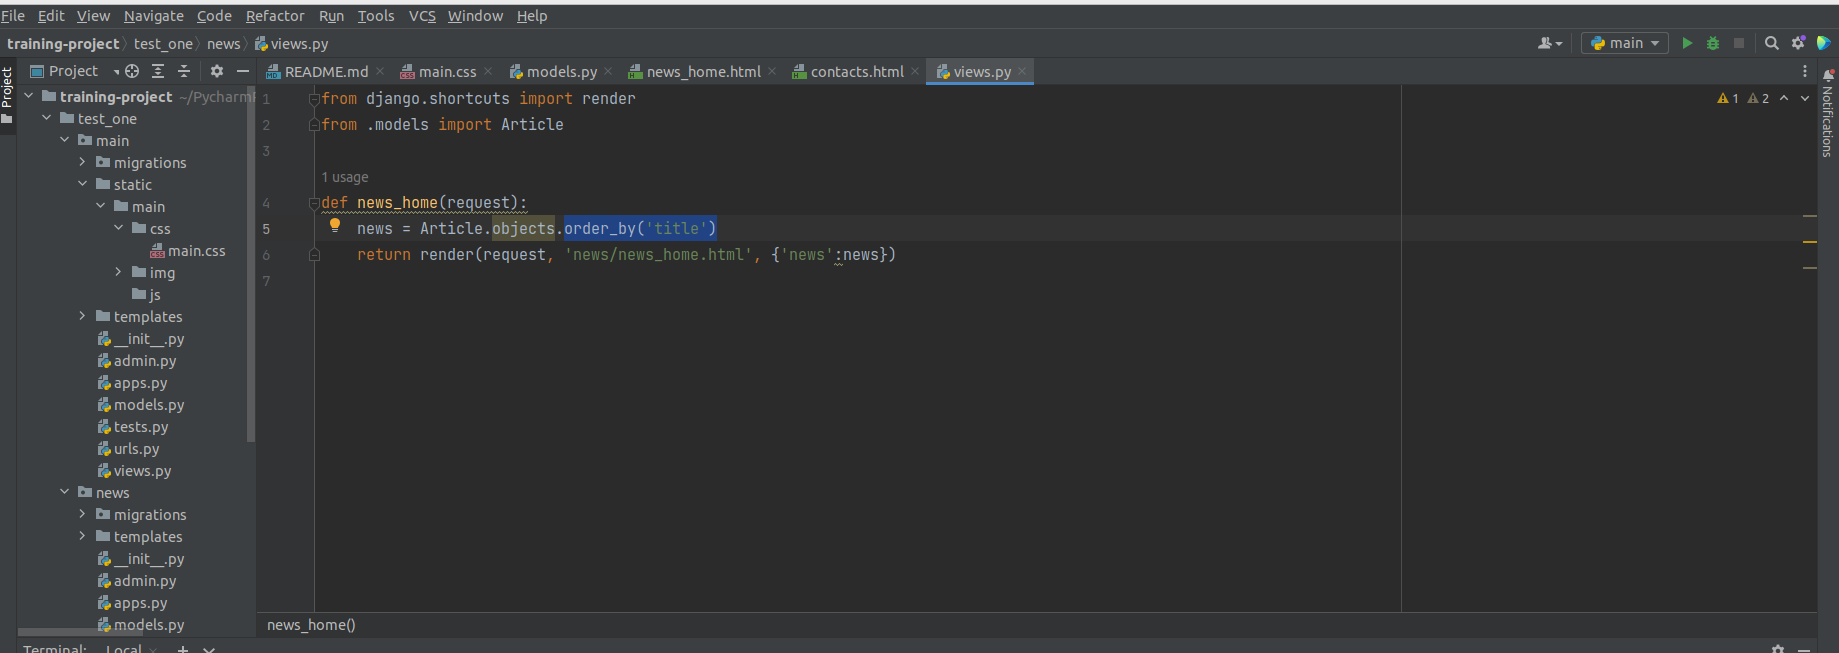 File Edit View Navigate Code Refactor Run Tools VCS Window Help
training-project test_one news views.py main
Project
Project
README.md main.css models.py news_home.html contacts.html views.py
training-project ~/Pycharm
test_one
main
migrations
static
main
css
main.css
img
js
templates
__init__.py
admin.py
apps.py
models.py
tests.py
urls.py
views.py
news
migrations
templates
__init__.py
admin.py
apps.py
models.py
1 from django.shortcuts import render
2 from .models import Article
3
1 usage
4 def news_home(request):
5 news = Article.objects.order_by('title')
6 return render(request, 'news/news_home.html', {'news':news})
7
1 2
Notifications
news_home()
Terminal: Local